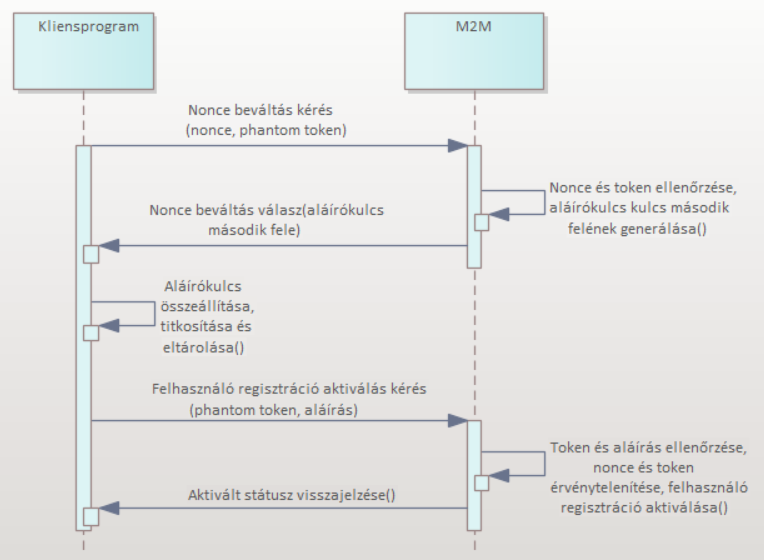 Kliensprogram
M2M
Nonce beváltás kérés
(nonce, phantom token)
Nonce és token ellenőrzése,
aláírókulcs kulcs második
felének generálása()
Nonce beváltás válasz(aláírókulcs
második fele)
Aláírókulcs
összeállítása,
titkosítása és
eltárolása()
Felhasználó regisztráció aktiválás kérés
(phantom token, aláírás)
Token és aláírás ellenőrzése,
nonce és token
érvénytelenítése, felhasználó
regisztráció aktiválása()
Aktivált státusz visszajelzése()